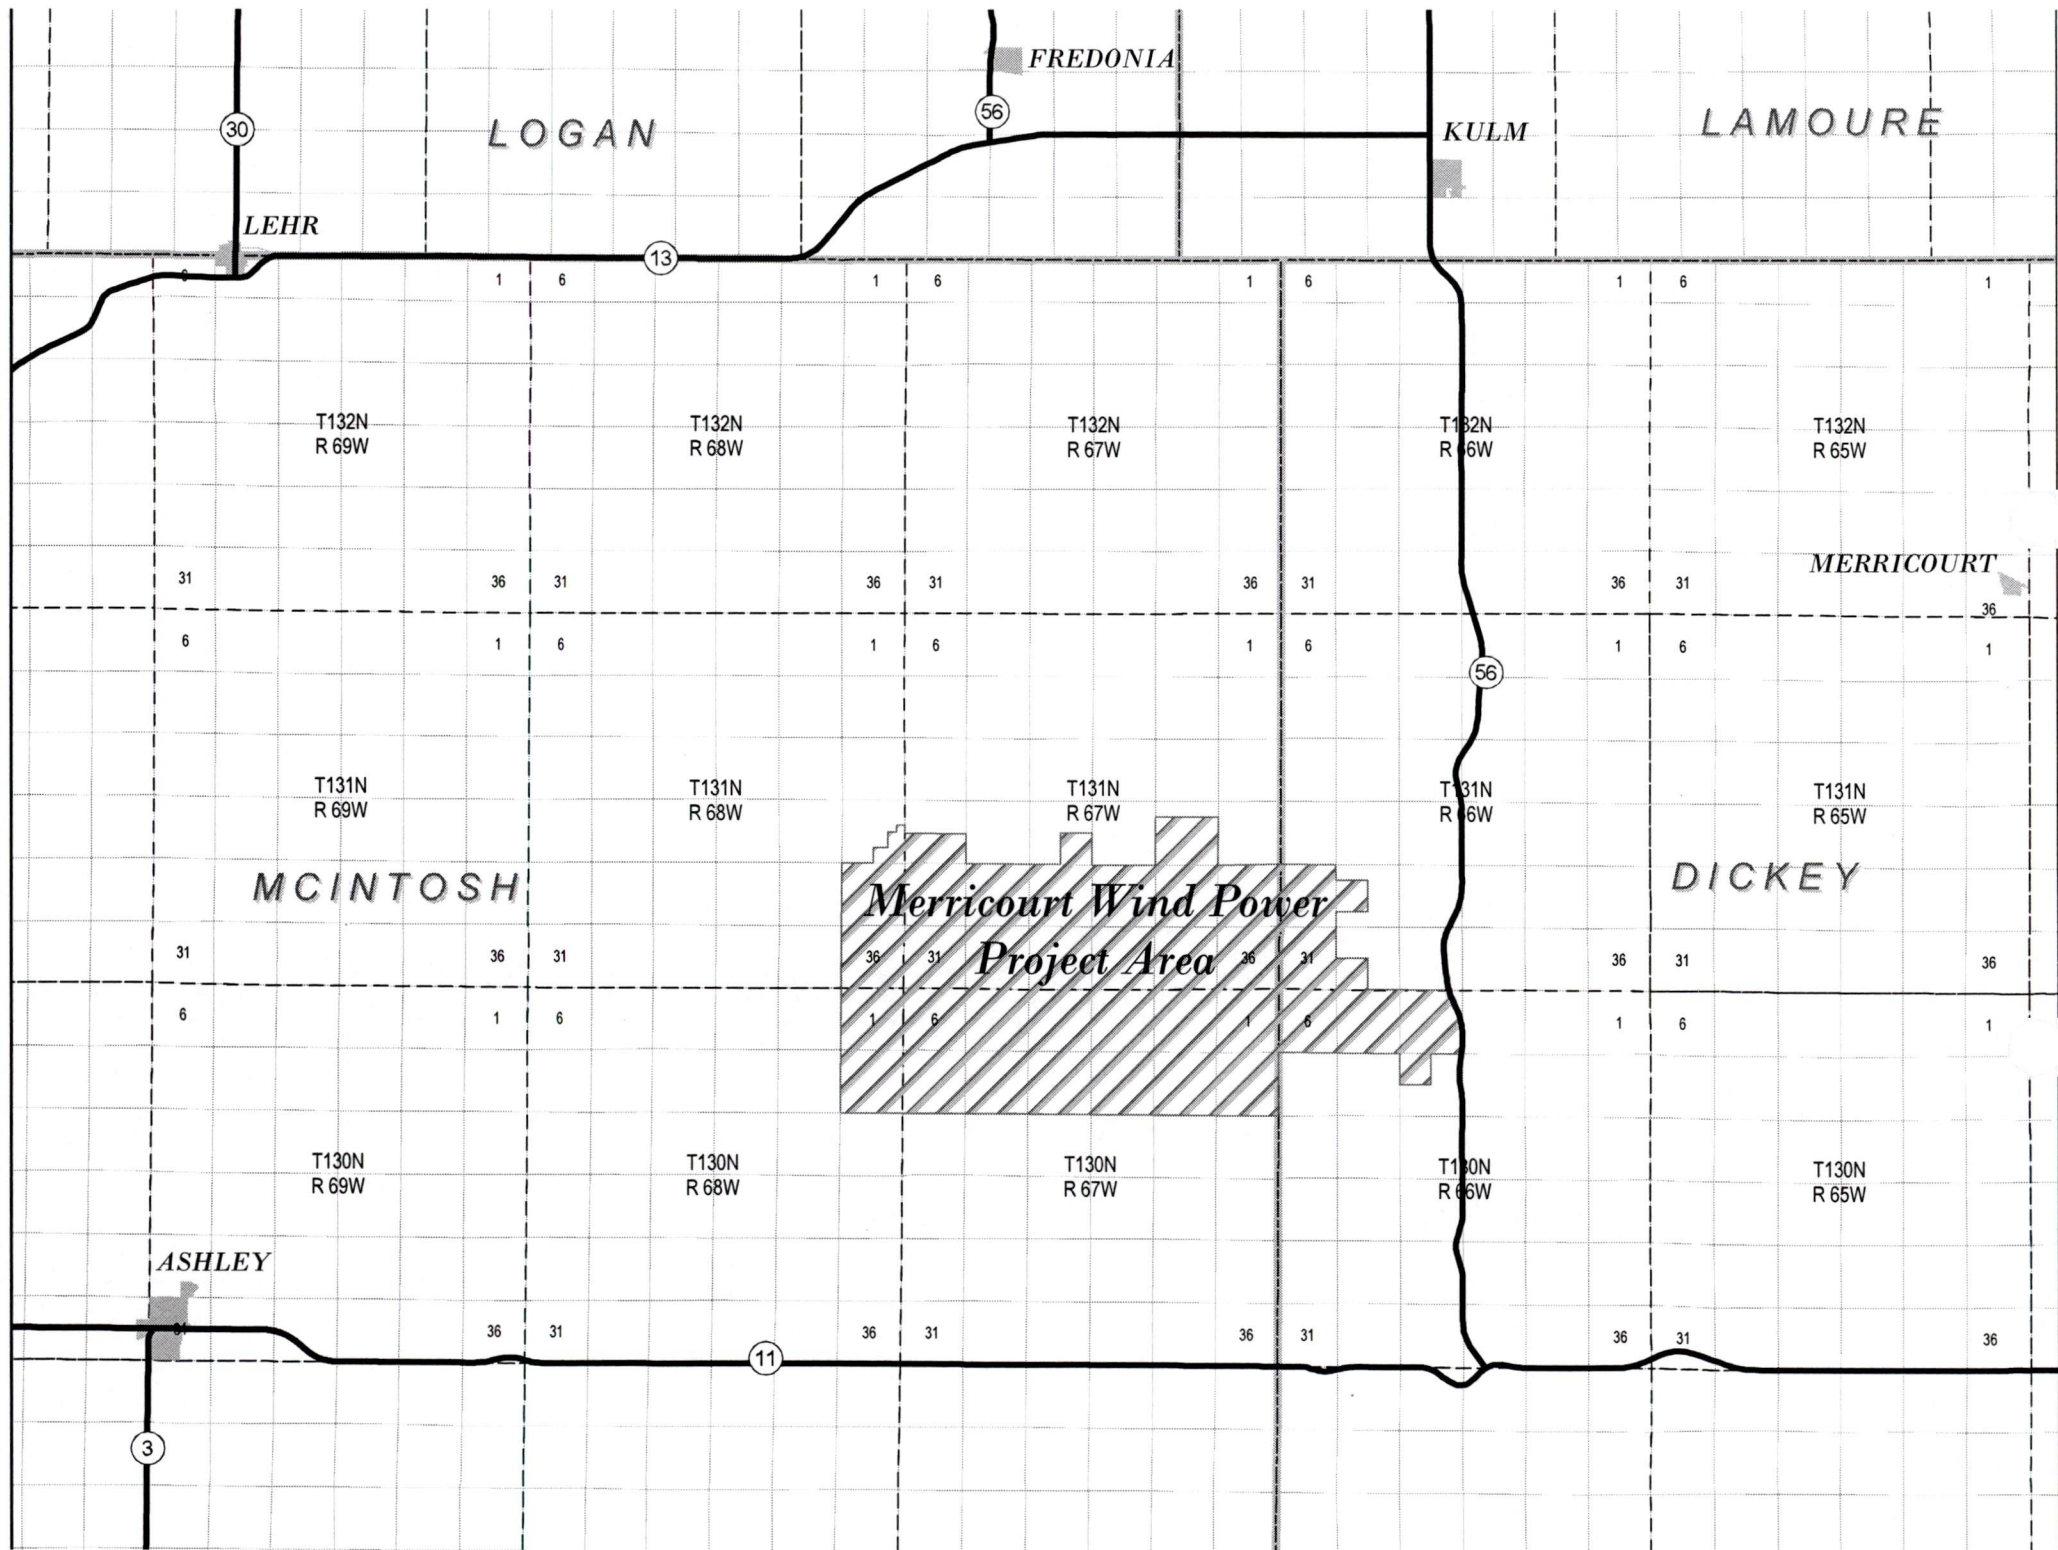 FREDONIA
56
30
LOGAN
KULM
LAMOURE
LEHR
13
6
1
6
1
6
1
6
1
6
1
T132N
R 69W
T132N
R 68W
T132N
R 67W
T132N
R 66W
T132N
R 65W
MERRICOURT
31
36
31
36
31
36
31
36
31
36
6
1
6
1
6
1
6
1
6
1
56
T131N
R 69W
T131N
R 68W
T131N
R 67W
T131N
R 66W
T131N
R 65W
MCINTOSH
DICKEY
Merricourt Wind Power
Project Area
31
36
31
36
31
36
31
36
31
36
6
1
6
1
6
1
6
1
6
1
T130N
R 69W
T130N
R 68W
T130N
R 67W
T130N
R 66W
T130N
R 65W
ASHLEY
31
36
31
36
31
36
31
36
31
36
11
3